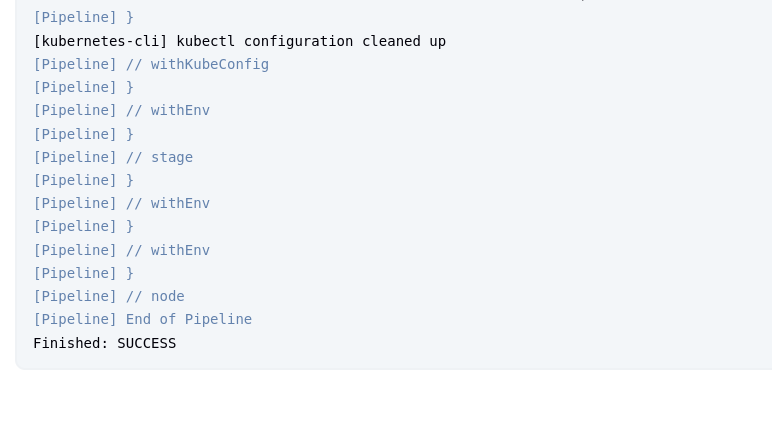 [Pipeline] }
[kubernetes-cli] kubectl configuration cleaned up
[Pipeline] // withKubeConfig
[Pipeline] }
[Pipeline] // withEnv
[Pipeline] }
[Pipeline] // stage
[Pipeline] }
[Pipeline] // withEnv
[Pipeline] }
[Pipeline] // withEnv
[Pipeline] }
[Pipeline] // node
[Pipeline] End of Pipeline
Finished: SUCCESS